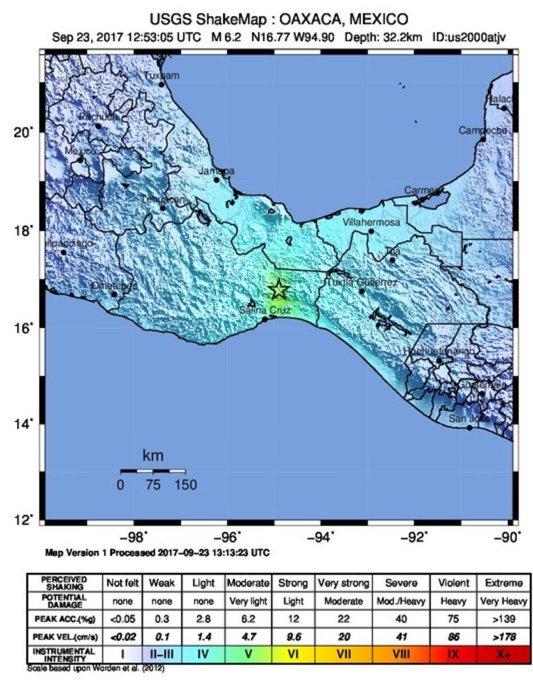 USGS ShakeMap : OAXACA, MEXICO
Sep 23, 2017 12:53:05 UTC M 6.2 N16.77 W94.90 Depth: 32.2km ID:us2000atjv
Tuxpam
Pachuca
Mexico
Jamapa
Tehuacan
Ometepec
Salina Cruz
Campeche
Carmen
Villahermosa
Tuxtla Gutierrez
Huehuetenango
Guatemala
San Jose
20°
18°
16°
14°
12°
km
0 75 150
-98° -96° -94° -92° -90°
Map Version 1 Processed 2017-09-23 13:13:23 UTC
PERCEIVED SHAKING Not felt Weak Light Moderate Strong Very strong Severe Violent Extreme
POTENTIAL DAMAGE none none none Very light Light Moderate Mod./Heavy Heavy Very Heavy
PEAK ACC.(%g) <0.05 0.3 2.8 6.2 12 22 40 75 >139
PEAK VEL.(cm/s) <0.02 0.1 1.4 4.7 9.6 20 41 86 >178
INSTRUMENTAL INTENSITY I II-III IV V VI VII VIII IX X+
Scale based upon Worden et al. (2012)